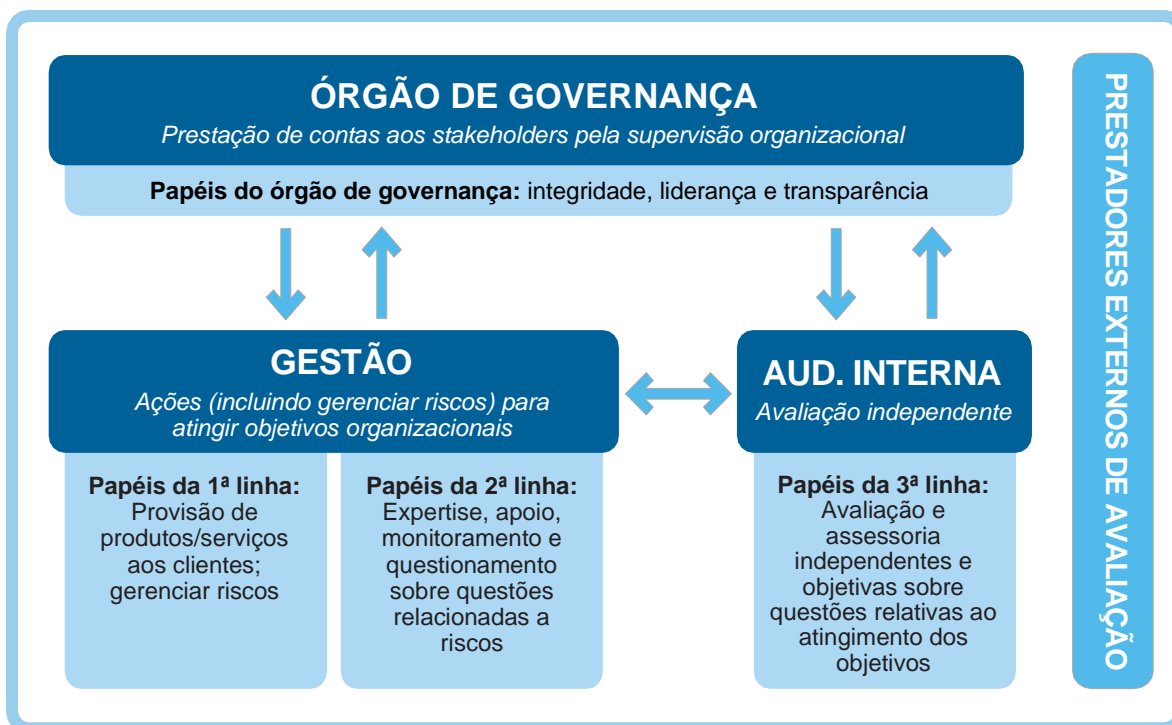 ÓRGÃO DE GOVERNANÇA
Prestação de contas aos stakeholders pela supervisão organizacional
Papéis do órgão de governança: integridade, liderança e transparência
GESTÃO
Ações (incluindo gerenciar riscos) para
atingir objetivos organizacionais
Papéis da 1ª linha:
Provisão de
produtos/serviços
aos clientes;
gerenciar riscos
Papéis da 2ª linha:
Expertise, apoio,
monitoramento e
questionamento
sobre questões
relacionadas a
riscos
AUD. INTERNA
Avaliação independente
Papéis da 3ª linha:
Avaliação e
assessoria
independentes e
objetivas sobre
questões relativas ao
atingimento dos
objetivos
PRESTADORES EXTERNOS DE AVALIAÇÃO